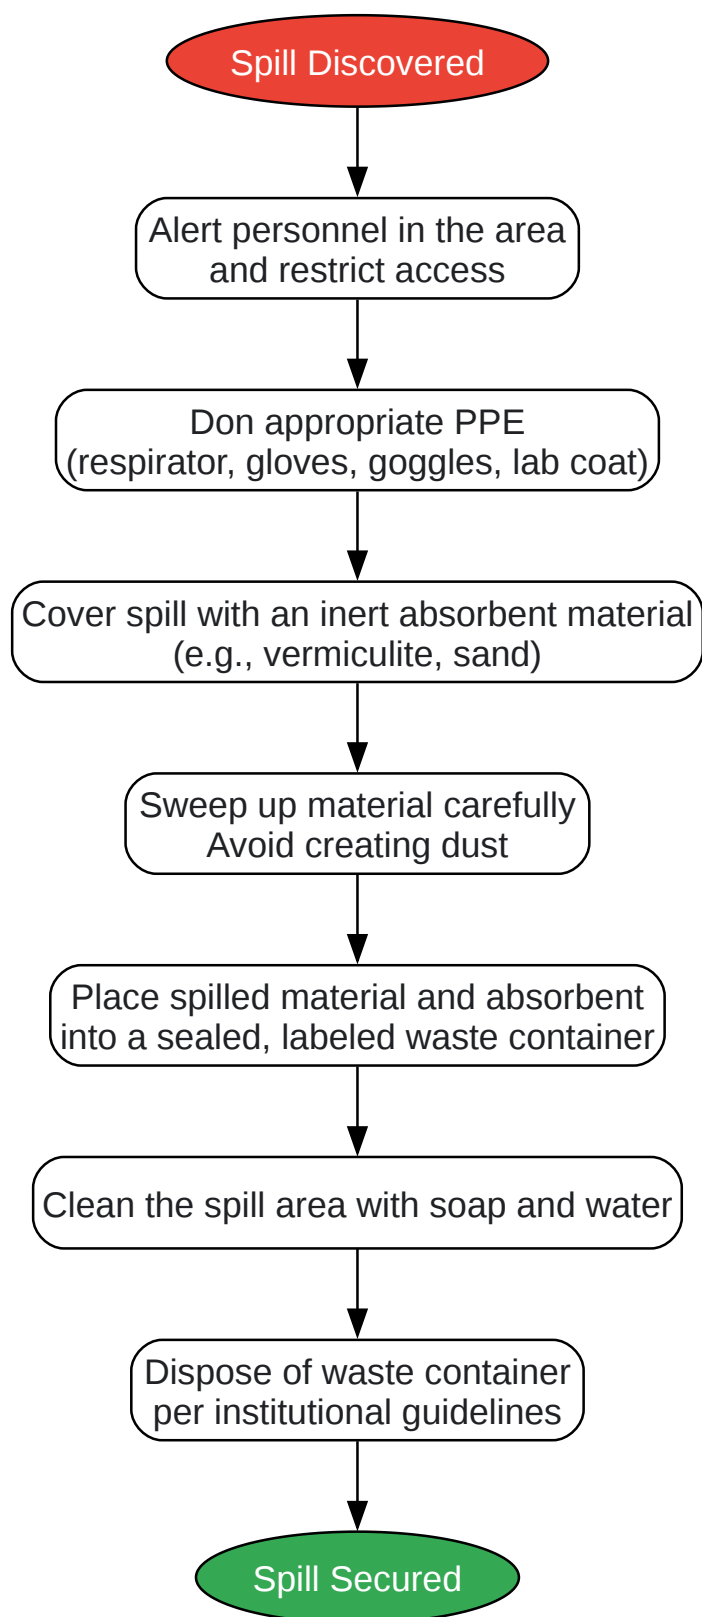 Spill Discovered
Alert personnel in the area
and restrict access
Don appropriate PPE
(respirator, gloves, goggles, lab coat)
Cover spill with an inert absorbent material
(e.g., vermiculite, sand)
Sweep up material carefully
Avoid creating dust
Place spilled material and absorbent
into a sealed, labeled waste container
Clean the spill area with soap and water
Dispose of waste container
per institutional guidelines
Spill Secured